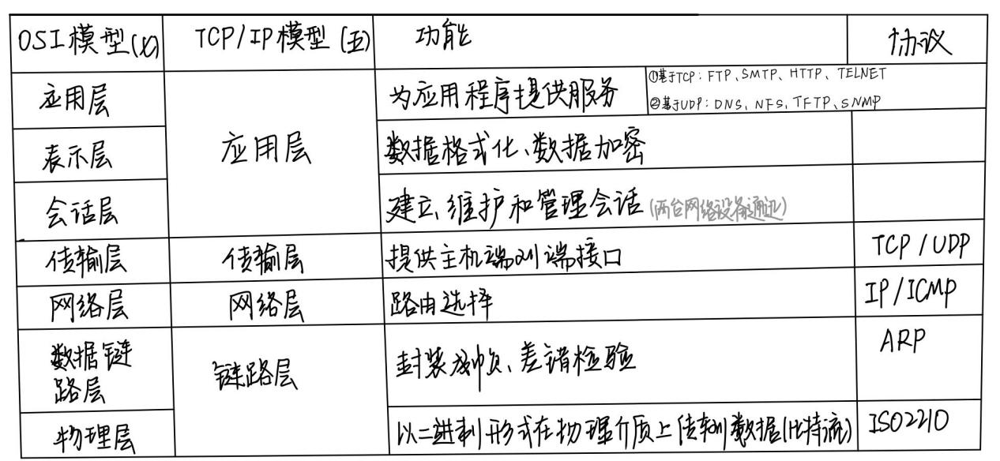 OSI模型(七) TCP/IP模型 (五) 功能 协议
应用层 应用层 为应用程序提供服务 ①基于TCP: FTP、SMTP、HTTP、TELNET
②基于UDP: DNS、NFS、TFTP、SNMP
表示层 数据格式化、数据加密
会话层 建立、维护和管理会话(两台网络设备通讯)
传输层 传输层 提供主机端对端接口 TCP/UDP
网络层 网络层 路由选择 IP/ICMP
数据链
路层 链路层 封装成帧、差错检验 ARP
物理层 以二进制形式在物理介质上传输数据(比特流) ISO2210